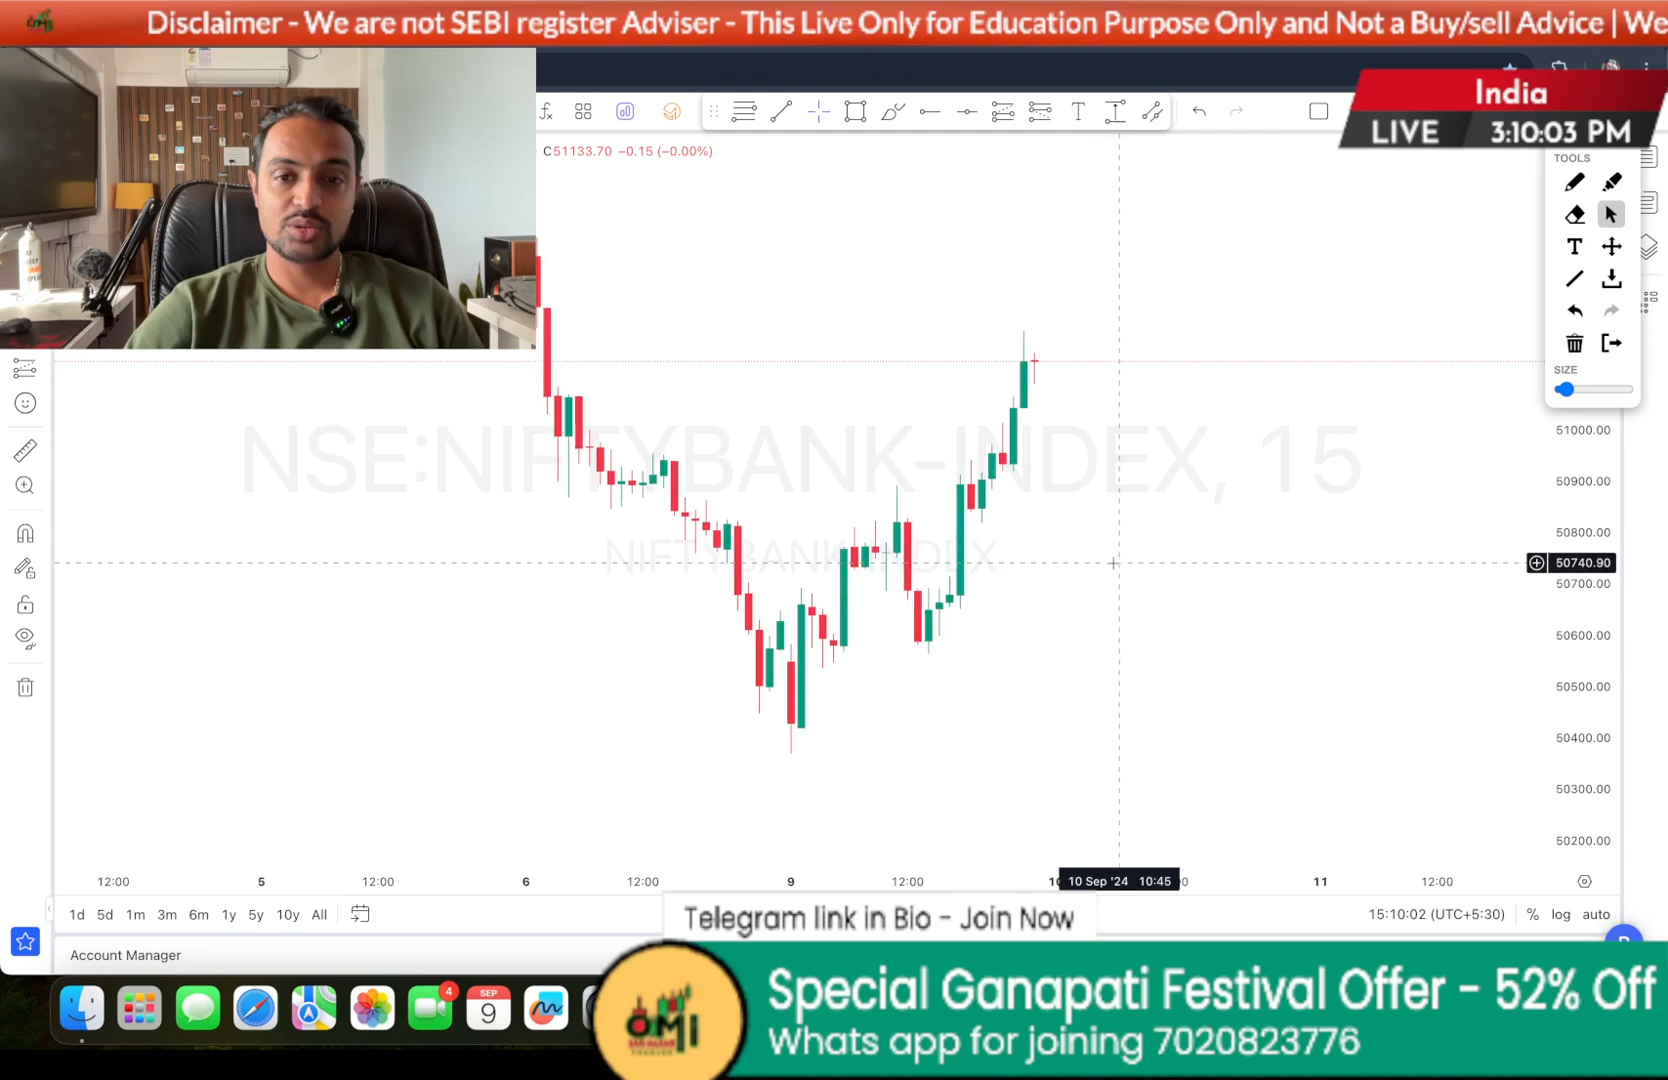 Disclaimer - We are not SEBI register Adviser - This Live Only for Education Purpose Only and Not a Buy/sell Advice | We
India
LIVE 3:10:03 PM
C51133.70 −0.15 (−0.00%)
TOOLS
T
SIZE
NSE:NIFTYBANK-INDEX, 15
NIFTYBANK-INDEX
51000.00
50900.00
50800.00
50740.90
50700.00
50600.00
50500.00
50400.00
50300.00
50200.00
12:00 5 12:00 6 12:00 9 12:00 10 Sep '24 10:45 11 12:00
1d 5d 1m 3m 6m 1y 5y 10y All
15:10:02 (UTC+5:30) % log auto
Telegram link in Bio - Join Now
Account Manager
4
SEP
9
OMI
Special Ganapati Festival Offer - 52% Off
Whats app for joining 7020823776